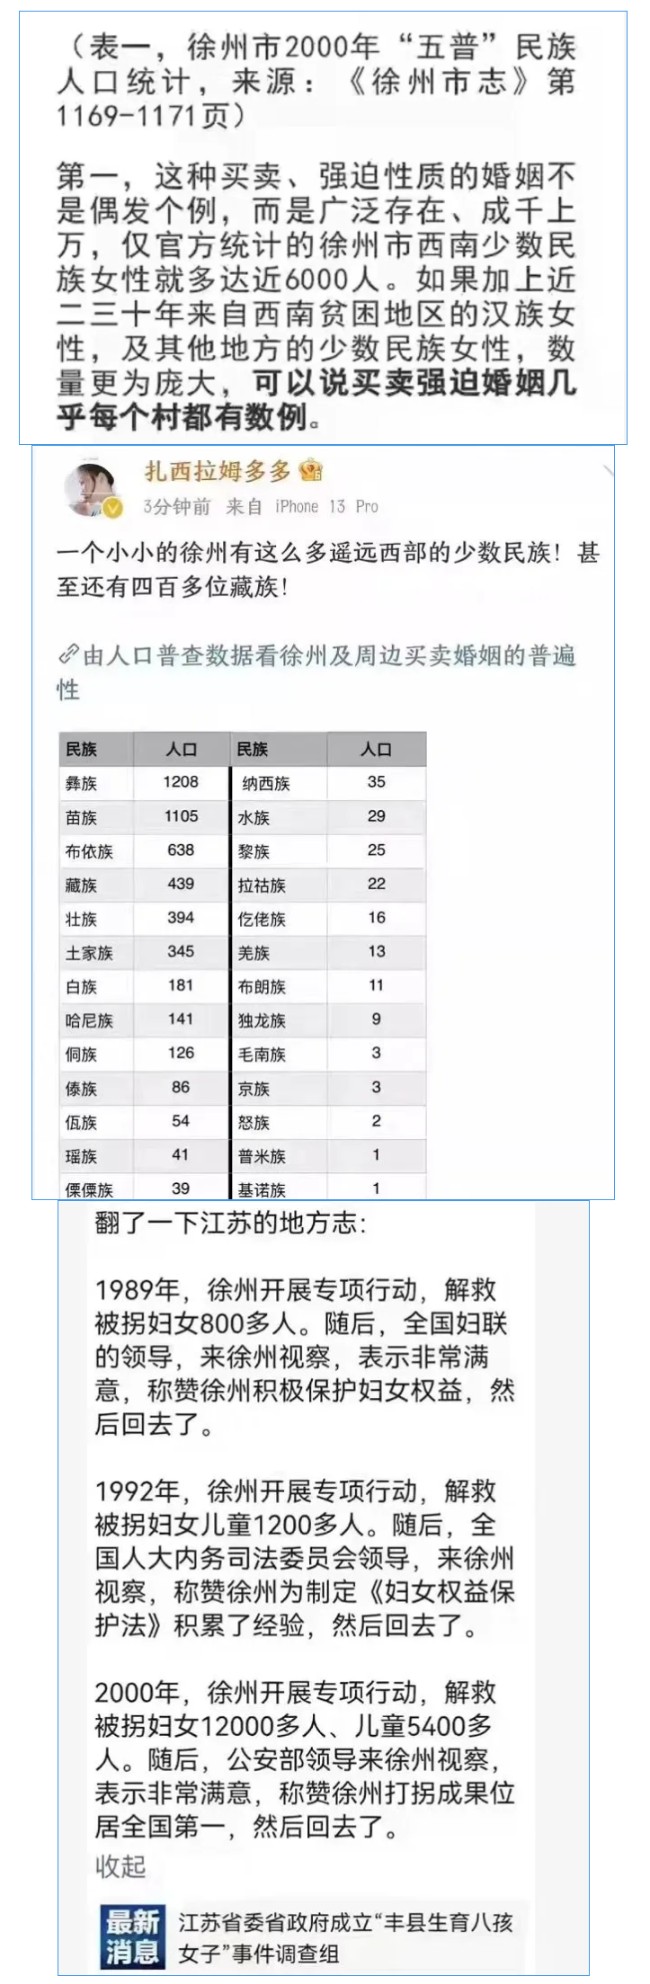 （表一，徐州市2000年“五普”民族
人口统计，来源：《徐州市志》第
1169-1171页）
第一，这种买卖、强迫性质的婚姻不
是偶发个例，而是广泛存在、成千上
万，仅官方统计的徐州市西南少数民
族女性就多达近6000人。如果加上近
二三十年来自西南贫困地区的汉族女
性，及其他地方的少数民族女性，数
量更为庞大，可以说买卖强迫婚姻几
乎每个村都有数例。
扎西拉姆多多
3分钟前 来自 iPhone 13 Pro
一个小小的徐州有这么多遥远西部的少数民族！甚
至还有四百多位藏族！
由人口普查数据看徐州及周边买卖婚姻的普遍
性
民族 人口 民族 人口
彝族 1208 纳西族 35
苗族 1105 水族 29
布依族 638 黎族 25
藏族 439 拉祜族 22
壮族 394 仡佬族 16
土家族 345 羌族 13
白族 181 布朗族 11
哈尼族 141 独龙族 9
侗族 126 毛南族 3
傣族 86 京族 3
佤族 54 怒族 2
瑶族 41 普米族 1
傈僳族 39 基诺族 1
翻了一下江苏的地方志：
1989年，徐州开展专项行动，解救
被拐妇女800多人。随后，全国妇联
的领导，来徐州视察，表示非常满
意，称赞徐州积极保护妇女权益，然
后回去了。
1992年，徐州开展专项行动，解救
被拐妇女儿童1200多人。随后，全
国人大内务司法委员会领导，来徐州
视察，称赞徐州为制定《妇女权益保
护法》积累了经验，然后回去了。
2000年，徐州开展专项行动，解救
被拐妇女12000多人、儿童5400多
人。随后，公安部领导来徐州视察，
表示非常满意，称赞徐州打拐成果位
居全国第一，然后回去了。
收起
最新
消息
江苏省委省政府成立“丰县生育八孩
女子”事件调查组